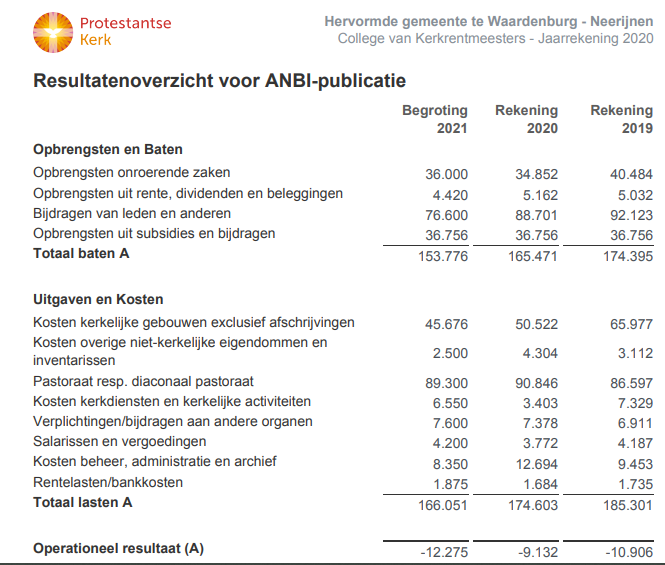 Protestantse
Kerk
Hervormde gemeente te Waardenburg - Neerijnen
College van Kerkrentmeesters - Jaarrekening 2020
Resultatenoverzicht voor ANBI-publicatie
Begroting Rekening Rekening
2021 2020 2019
Opbrengsten en Baten
Opbrengsten onroerende zaken 36.000 34.852 40.484
Opbrengsten uit rente, dividenden en beleggingen 4.420 5.162 5.032
Bijdragen van leden en anderen 76.600 88.701 92.123
Opbrengsten uit subsidies en bijdragen 36.756 36.756 36.756
Totaal baten A 153.776 165.471 174.395
Uitgaven en Kosten
Kosten kerkelijke gebouwen exclusief afschrijvingen 45.676 50.522 65.977
Kosten overige niet-kerkelijke eigendommen en
inventarissen 2.500 4.304 3.112
Pastoraat resp. diaconaal pastoraat 89.300 90.846 86.597
Kosten kerkdiensten en kerkelijke activiteiten 6.550 3.403 7.329
Verplichtingen/bijdragen aan andere organen 7.600 7.378 6.911
Salarissen en vergoedingen 4.200 3.772 4.187
Kosten beheer, administratie en archief 8.350 12.694 9.453
Rentelasten/bankkosten 1.875 1.684 1.735
Totaal lasten A 166.051 174.603 185.301
Operationeel resultaat (A) -12.275 -9.132 -10.906